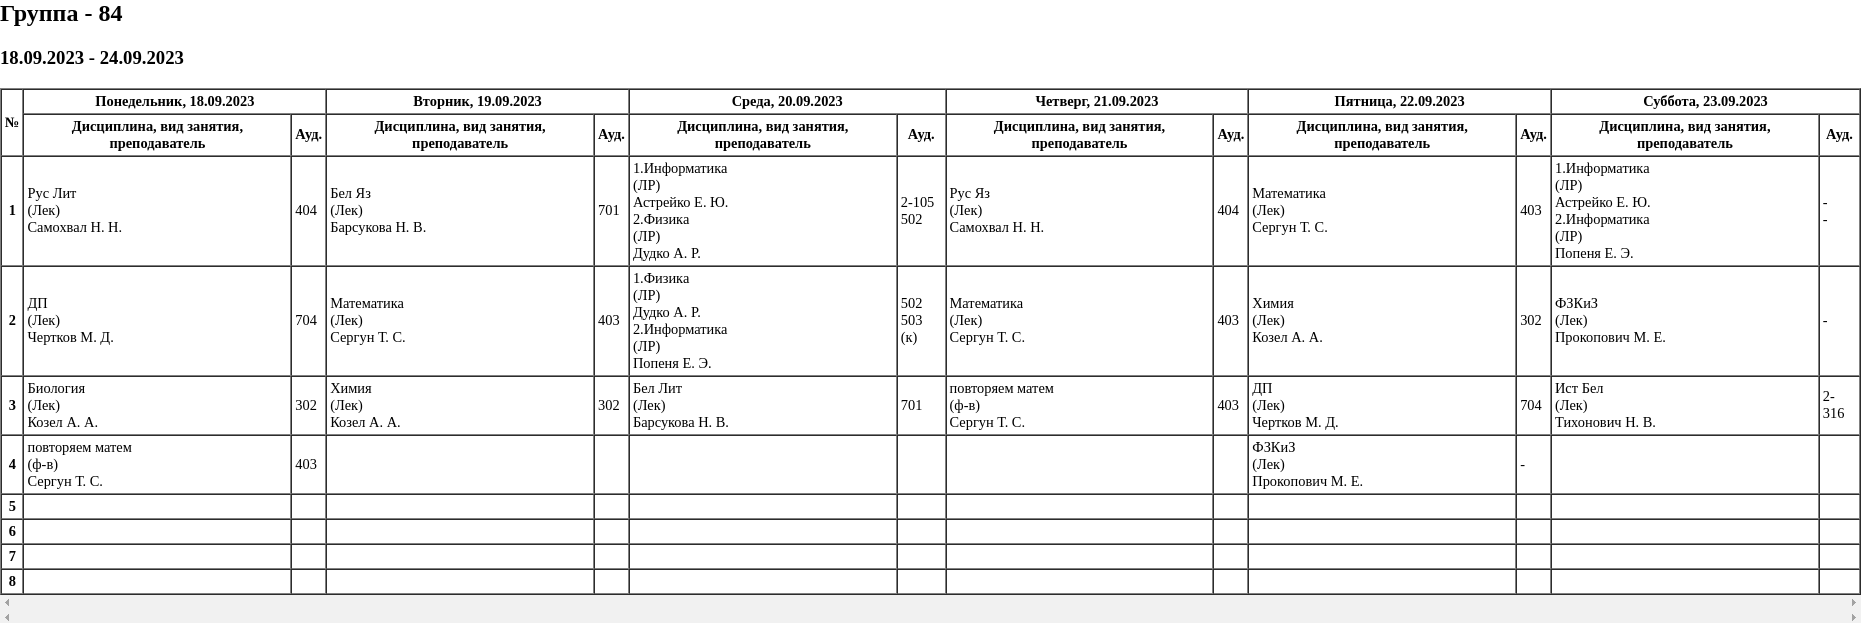 Группа - 84
18.09.2023 - 24.09.2023
№
Понедельник, 18.09.2023
Вторник, 19.09.2023
Среда, 20.09.2023
Четверг, 21.09.2023
Пятница, 22.09.2023
Суббота, 23.09.2023
Дисциплина, вид занятия,
преподаватель
Ауд.
Дисциплина, вид занятия,
преподаватель
Ауд.
Дисциплина, вид занятия,
преподаватель
Ауд.
Дисциплина, вид занятия,
преподаватель
Ауд.
Дисциплина, вид занятия,
преподаватель
Ауд.
Дисциплина, вид занятия,
преподаватель
Ауд.
1
Рус Лит
(Лек)
Самохвал Н. Н.
404
Бел Яз
(Лек)
Барсукова Н. В.
701
1.Информатика
(ЛР)
Астрейко Е. Ю.
2.Физика
(ЛР)
Дудко А. Р.
2-105
502
Рус Яз
(Лек)
Самохвал Н. Н.
404
Математика
(Лек)
Сергун Т. С.
403
1.Информатика
(ЛР)
Астрейко Е. Ю.
2.Информатика
(ЛР)
Попеня Е. Э.
-
-
2
ДП
(Лек)
Чертков М. Д.
704
Математика
(Лек)
Сергун Т. С.
403
1.Физика
(ЛР)
Дудко А. Р.
2.Информатика
(ЛР)
Попеня Е. Э.
502
503
(к)
Математика
(Лек)
Сергун Т. С.
403
Химия
(Лек)
Козел А. А.
302
ФЗКиЗ
(Лек)
Прокопович М. Е.
-
3
Биология
(Лек)
Козел А. А.
302
Химия
(Лек)
Козел А. А.
302
Бел Лит
(Лек)
Барсукова Н. В.
701
повторяем матем
(ф-в)
Сергун Т. С.
403
ДП
(Лек)
Чертков М. Д.
704
Ист Бел
(Лек)
Тихонович Н. В.
2-
316
4
повторяем матем
(ф-в)
Сергун Т. С.
403
ФЗКиЗ
(Лек)
Прокопович М. Е.
-
5
6
7
8